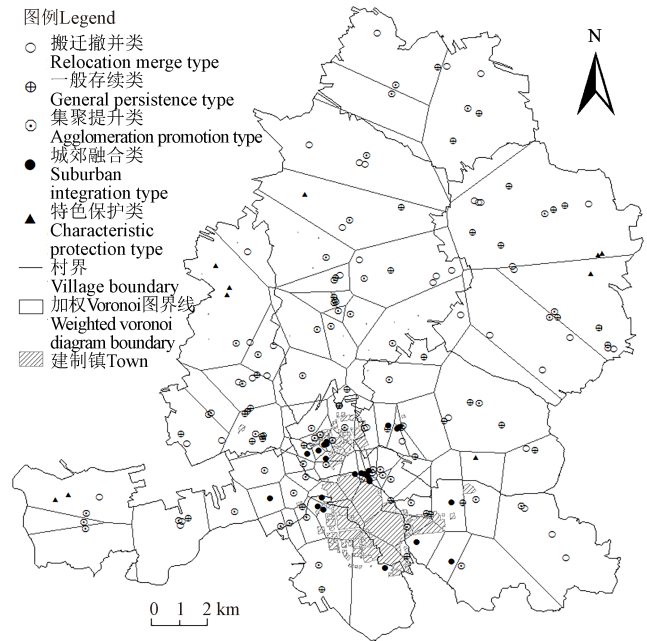 图例Legend
搬迁撤并类
Relocation merge type
一般存续类
General persistence type
集聚提升类
Agglomeration promotion type
城郊融合类
Suburban
integration type
特色保护类
Characteristic
protection type
村界
Village boundary
加权Voronoi图界线
Weighted voronoi
diagram boundary
建制镇Town
N
0 1 2 km